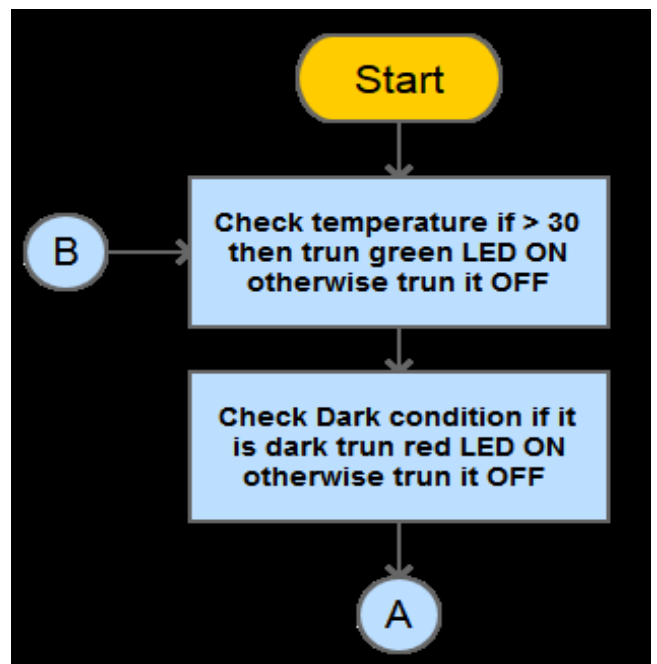 Start
B
Check temperature if > 30
then trun green LED ON
otherwise trun it OFF
Check Dark condition if it
is dark trun red LED ON
otherwise trun it OFF
A